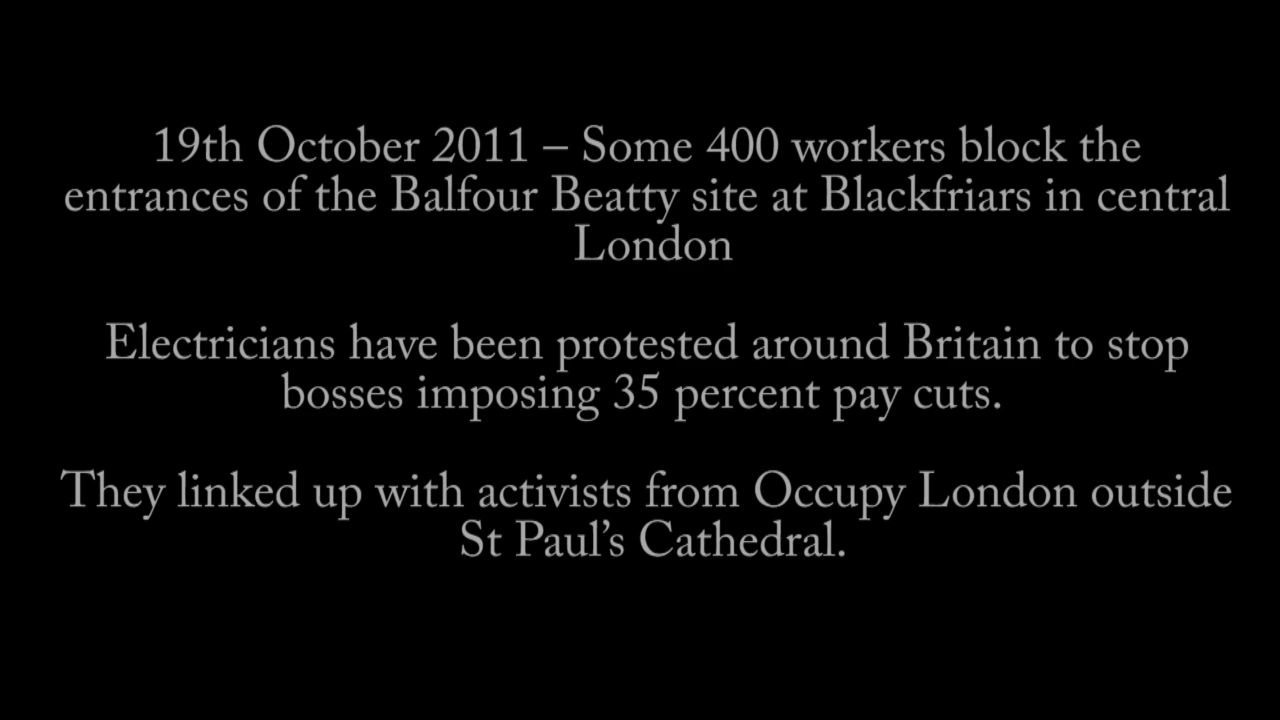 19th October 2011 – Some 400 workers block the
entrances of the Balfour Beatty site at Blackfriars in central
London
Electricians have been protested around Britain to stop
bosses imposing 35 percent pay cuts.
They linked up with activists from Occupy London outside
St Paul’s Cathedral.